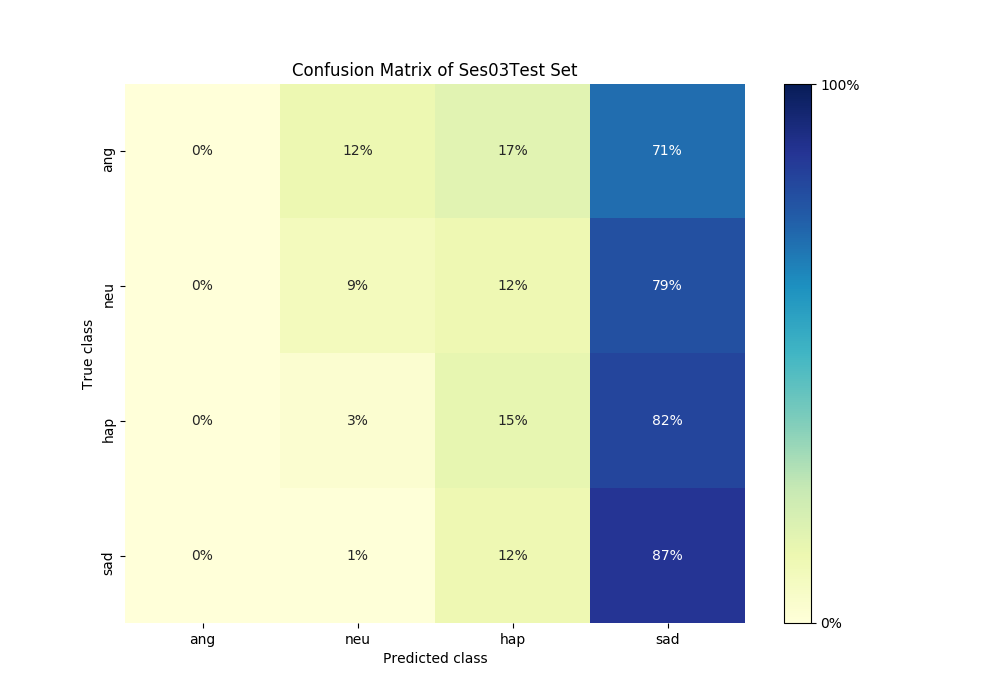 Confusion Matrix of Ses03Test Set
100%
ang
0%
12%
17%
71%
neu
0%
9%
12%
79%
True class
hap
0%
3%
15%
82%
sad
0%
1%
12%
87%
0%
ang
neu
hap
sad
Predicted class